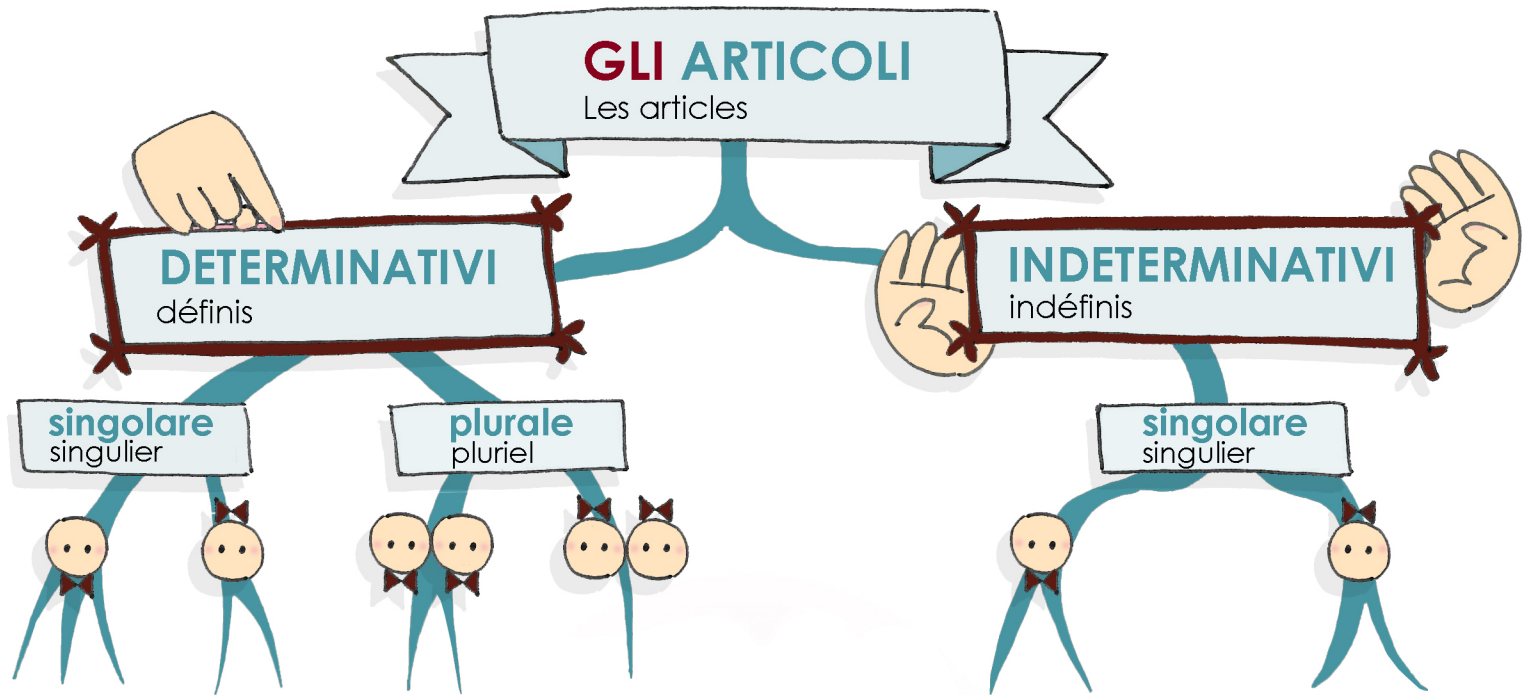 GLI ARTICOLI
Les articles
DETERMINATIVI
définis
INDETERMINATIVI
indéfinis
singolare
singulier
plurale
pluriel
singolare
singulier